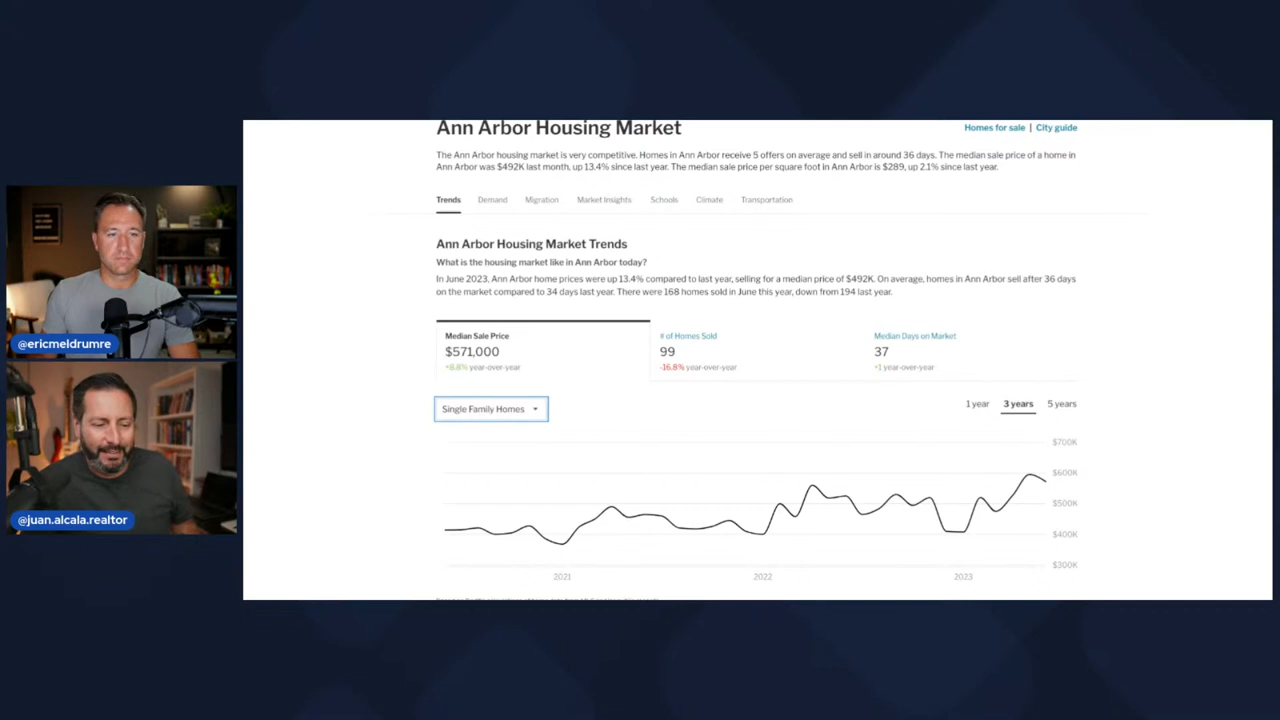 Ann Arbor Housing Market
Homes for sale | City guide
The Ann Arbor housing market is very competitive. Homes in Ann Arbor receive 5 offers on average and sell in around 36 days. The median sale price of a home in
Ann Arbor was $492K last month, up 13.4% since last year. The median sale price per square foot in Ann Arbor is $289, up 2.1% since last year.
Trends Demand Migration Market Insights Schools Climate Transportation
Ann Arbor Housing Market Trends
What is the housing market like in Ann Arbor today?
In June 2023, Ann Arbor home prices were up 13.4% compared to last year, selling for a median price of $492K. On average, homes in Ann Arbor sell after 36 days
on the market compared to 34 days last year. There were 168 homes sold in June this year, down from 194 last year.
Median Sale Price # of Homes Sold Median Days on Market
$571,000 99 37
+8.8% year-over-year -16.8% year-over-year +1 year-over-year
@ericmeldrumre
Single Family Homes
1 year 3 years 5 years
$700K
$600K
$500K
$400K
$300K
2021 2022 2023
@juan.alcala.realtor